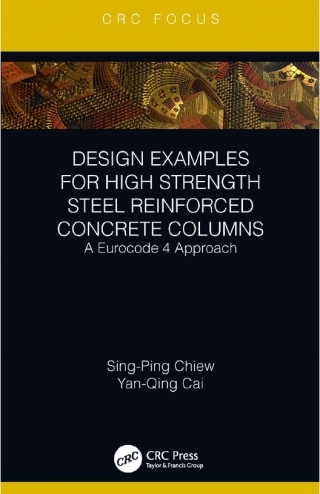 CRC FOCUS
DESIGN EXAMPLES
FOR HIGH STRENGTH
STEEL REINFORCED
CONCRETE COLUMNS
A Eurocode 4 Approach
Sing-Ping Chiew
Yan-Qing Cai
CRC
CRC Press
Taylor & Francis Group